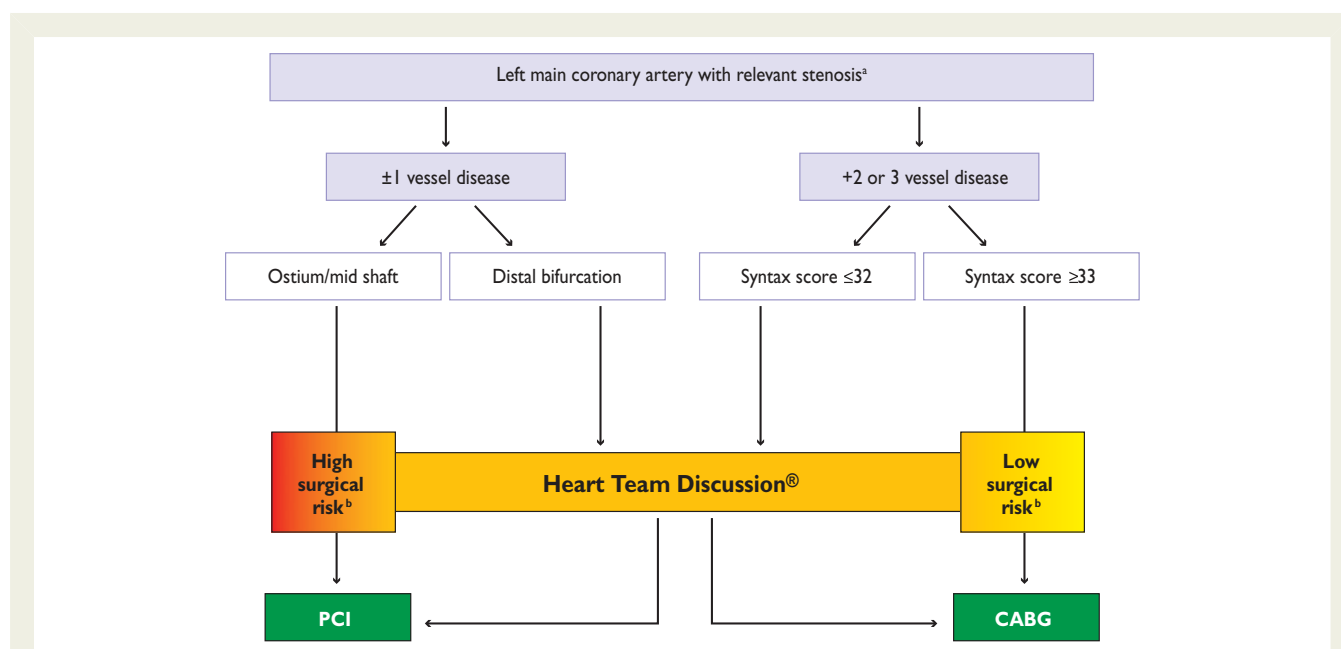 Left main coronary artery with relevant stenosisᵃ
±1 vessel disease
+2 or 3 vessel disease
Ostium/mid shaft
Distal bifurcation
Syntax score ≤32
Syntax score ≥33
High
surgical
riskᵇ
Heart Team Discussion®
Low
surgical
riskᵇ
PCI
CABG